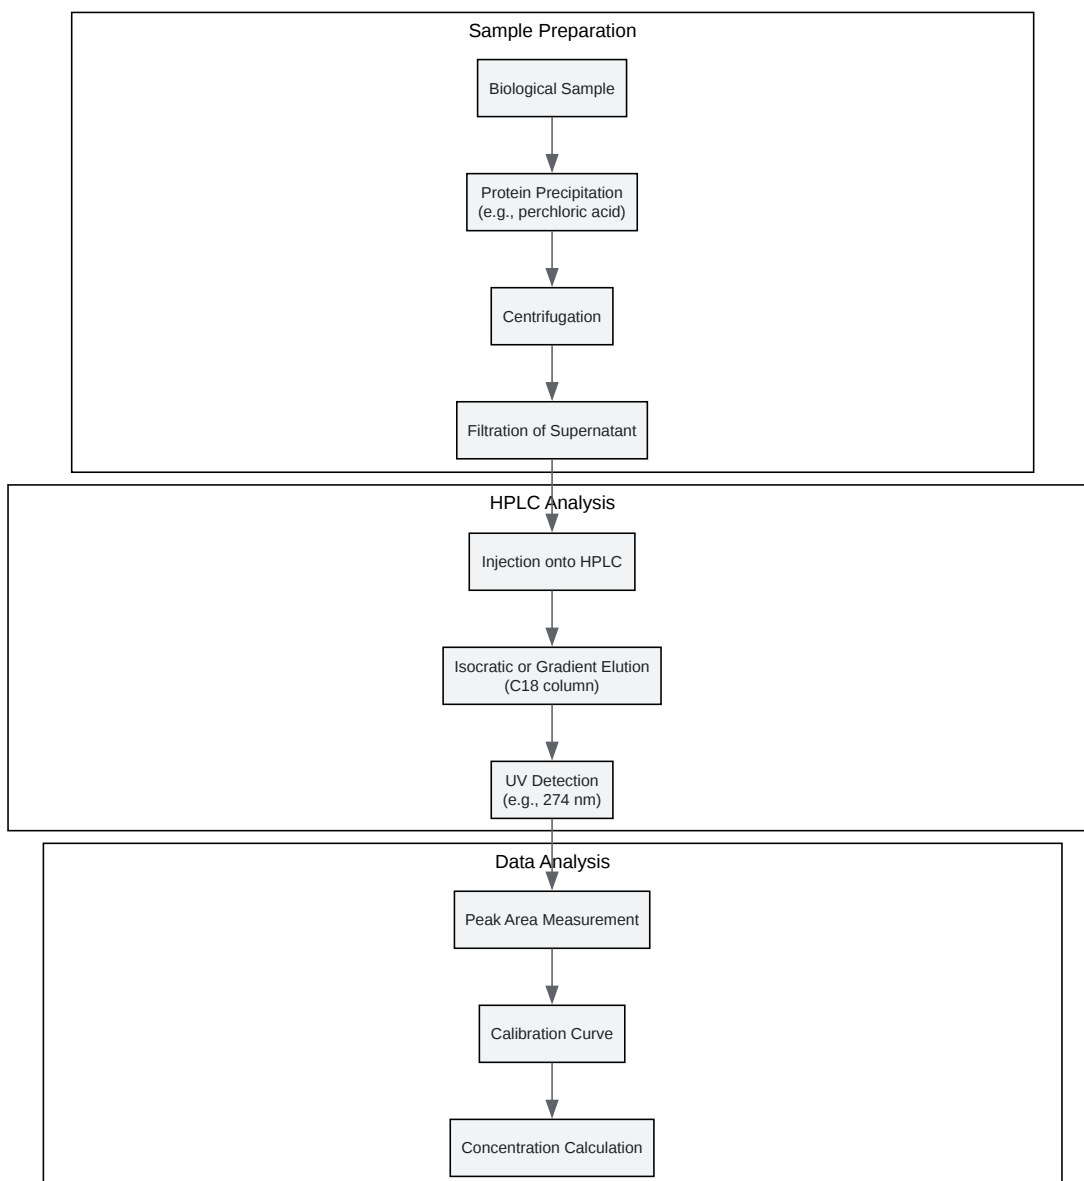 Sample Preparation
Biological Sample
Protein Precipitation
(e.g., perchloric acid)
Centrifugation
Filtration of Supernatant
HPLC Analysis
Injection onto HPLC
Isocratic or Gradient Elution
(C18 column)
UV Detection
(e.g., 274 nm)
Data Analysis
Peak Area Measurement
Calibration Curve
Concentration Calculation